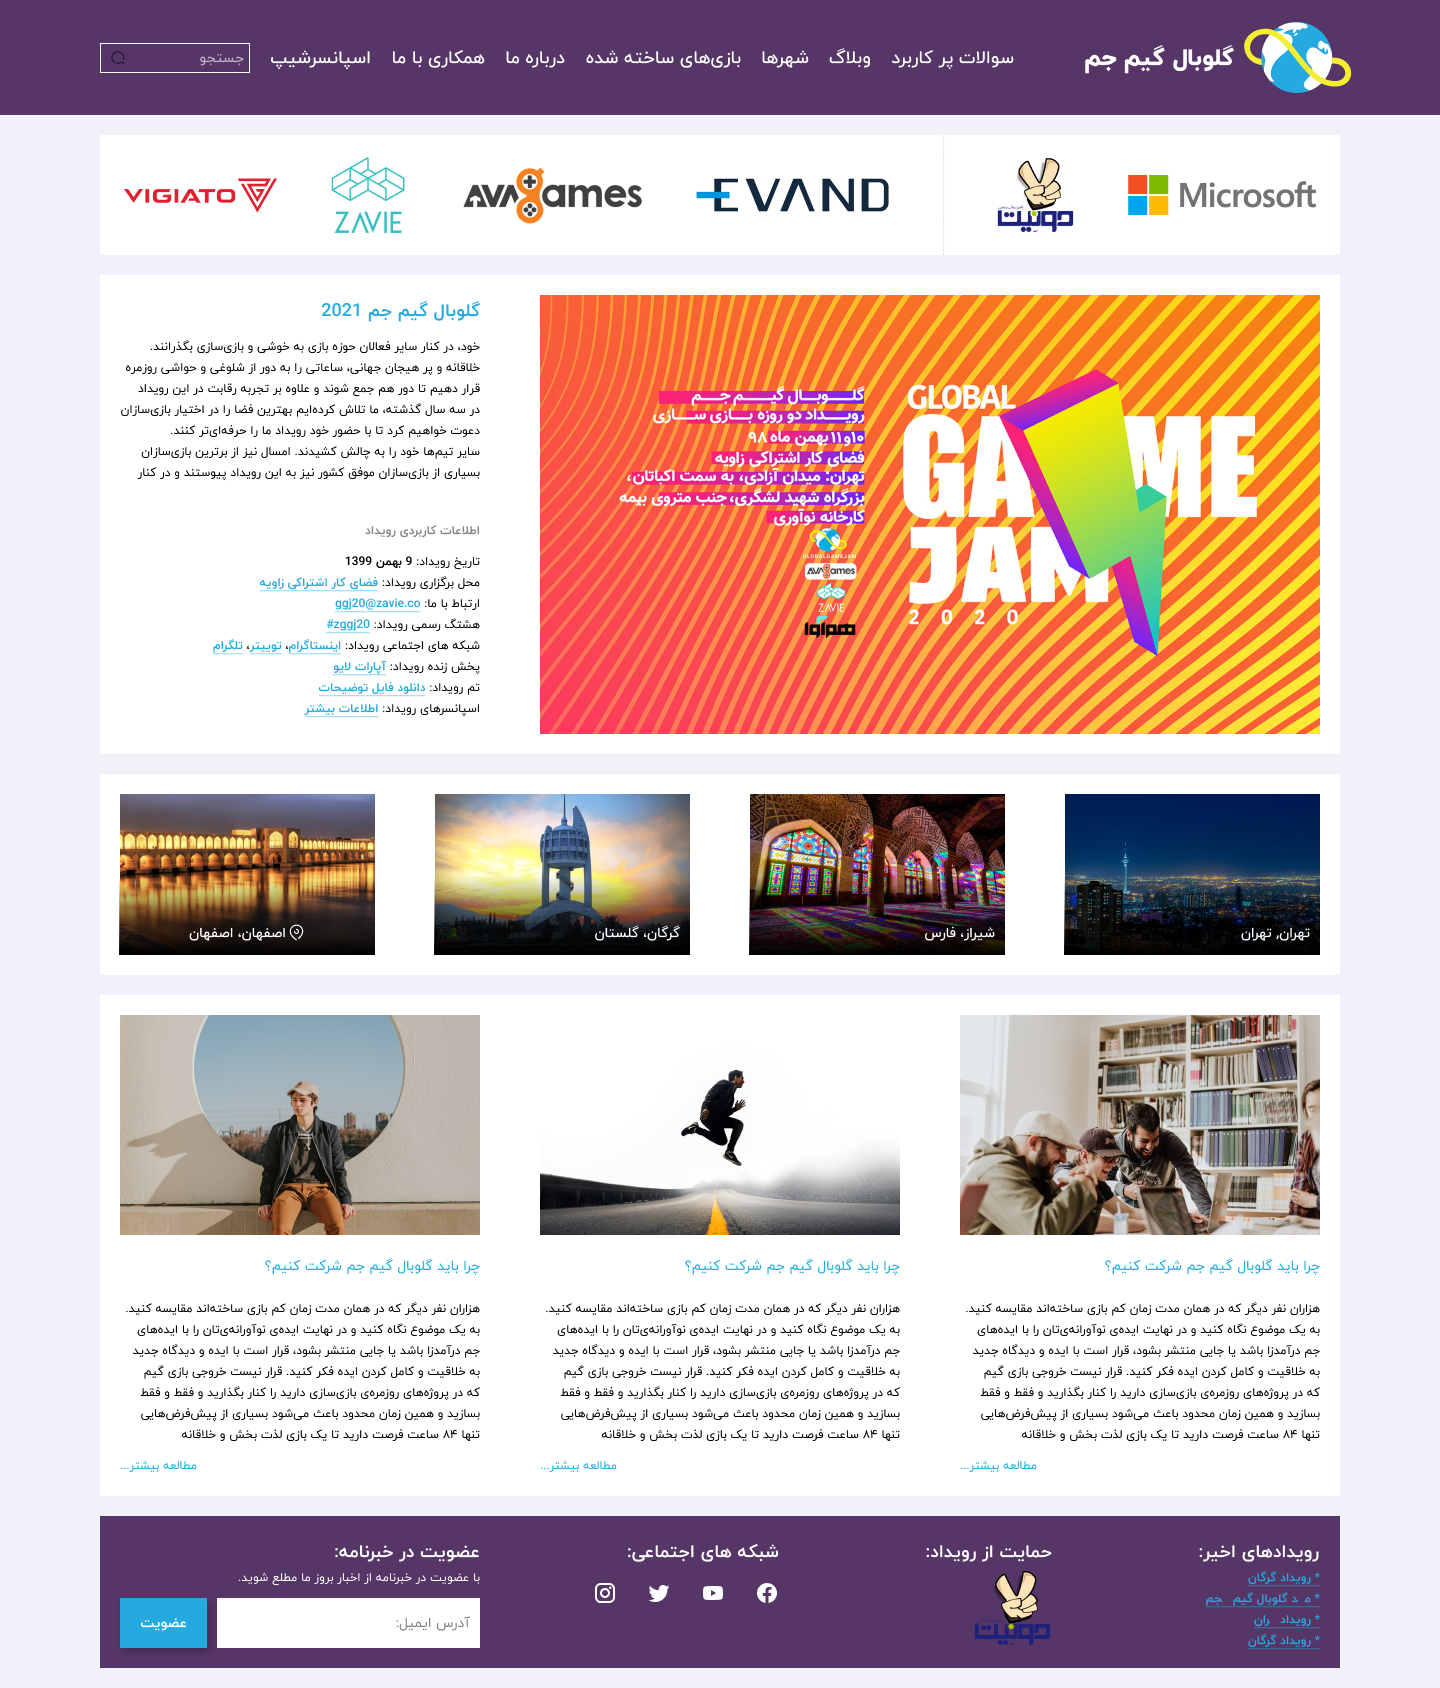 گلوبال گیم جم
سوالات پر کاربرد
وبلاگ
شهرها
بازی‌های ساخته شده
درباره ما
همکاری با ما
اسپانسرشیپ
جستجو
Microsoft
دونیت
EVAND
AVAgames
ZAVIE
VIGIATO
GLOBAL
GAME
JAM
2020
گلـــوبــال گیـــم جــم
رویــداد دو روزه بــازی ســازی
۱۰و۱۱ بهمن ماه ۹۸
فضای کار اشتراکی زاویه
تهران: میدان آزادی، به سمت اکباتان،
بزرگراه شهید لشگری، جنب متروی بیمه
کارخانه نوآوری
GLOBALGAMEJAM
AVAgames
ZAVIE
هم‌آوا
گلوبال گیم جم 2021
خود، در کنار سایر فعالان حوزه بازی به خوشی و بازی‌سازی بگذرانند.
خلاقانه و پر هیجان جهانی، ساعاتی را به دور از شلوغی و حواشی روزمره
قرار دهیم تا دور هم جمع شوند و علاوه بر تجربه رقابت در این رویداد
در سه سال گذشته، ما تلاش کرده‌ایم بهترین فضا را در اختیار بازی‌سازان
دعوت خواهیم کرد تا با حضور خود رویداد ما را حرفه‌ای‌تر کنند.
سایر تیم‌ها خود را به چالش کشیدند. امسال نیز از برترین بازی‌سازان
بسیاری از بازی‌سازان موفق کشور نیز به این رویداد پیوستند و در کنار
اطلاعات کاربردی رویداد
تاریخ رویداد: 9 بهمن 1399
محل برگزاری رویداد: فضای کار اشتراکی زاویه
ارتباط با ما: ggj20@zavie.co
هشتگ رسمی رویداد: #zggj20
شبکه های اجتماعی رویداد: اینستاگرام، توییتر، تلگرام
پخش زنده رویداد: آپارات لایو
تم رویداد: دانلود فایل توضیحات
اسپانسرهای رویداد: اطلاعات بیشتر
تهران, تهران
شیراز، فارس
گرگان، گلستان
اصفهان، اصفهان
چرا باید گلوبال گیم جم شرکت کنیم؟
هزاران نفر دیگر که در همان مدت زمان کم بازی ساخته‌اند مقایسه کنید.
به یک موضوع نگاه کنید و در نهایت ایده‌ی نوآورانه‌ی‌تان را با ایده‌های
جم درآمدزا باشد یا جایی منتشر بشود، قرار است با ایده و دیدگاه جدید
به خلاقیت و کامل کردن ایده فکر کنید. قرار نیست خروجی بازی گیم
که در پروژه‌های روزمره‌ی بازی‌سازی دارید را کنار بگذارید و فقط و فقط
بسازید و همین زمان محدود باعث می‌شود بسیاری از پیش‌فرض‌هایی
تنها ۸۴ ساعت فرصت دارید تا یک بازی لذت بخش و خلاقانه
مطالعه بیشتر...
چرا باید گلوبال گیم جم شرکت کنیم؟
هزاران نفر دیگر که در همان مدت زمان کم بازی ساخته‌اند مقایسه کنید.
به یک موضوع نگاه کنید و در نهایت ایده‌ی نوآورانه‌ی‌تان را با ایده‌های
جم درآمدزا باشد یا جایی منتشر بشود، قرار است با ایده و دیدگاه جدید
به خلاقیت و کامل کردن ایده فکر کنید. قرار نیست خروجی بازی گیم
که در پروژه‌های روزمره‌ی بازی‌سازی دارید را کنار بگذارید و فقط و فقط
بسازید و همین زمان محدود باعث می‌شود بسیاری از پیش‌فرض‌هایی
تنها ۸۴ ساعت فرصت دارید تا یک بازی لذت بخش و خلاقانه
مطالعه بیشتر...
چرا باید گلوبال گیم جم شرکت کنیم؟
هزاران نفر دیگر که در همان مدت زمان کم بازی ساخته‌اند مقایسه کنید.
به یک موضوع نگاه کنید و در نهایت ایده‌ی نوآورانه‌ی‌تان را با ایده‌های
جم درآمدزا باشد یا جایی منتشر بشود، قرار است با ایده و دیدگاه جدید
به خلاقیت و کامل کردن ایده فکر کنید. قرار نیست خروجی بازی گیم
که در پروژه‌های روزمره‌ی بازی‌سازی دارید را کنار بگذارید و فقط و فقط
بسازید و همین زمان محدود باعث می‌شود بسیاری از پیش‌فرض‌هایی
تنها ۸۴ ساعت فرصت دارید تا یک بازی لذت بخش و خلاقانه
مطالعه بیشتر...
رویدادهای اخیر:
* رویداد گرگان
* گلوبال گیم جم
* رویداد
* رویداد گرگان
حمایت از رویداد:
دونیت
شبکه های اجتماعی:
عضویت در خبرنامه:
با عضویت در خبرنامه از اخبار بروز ما مطلع شوید.
آدرس ایمیل:
عضویت